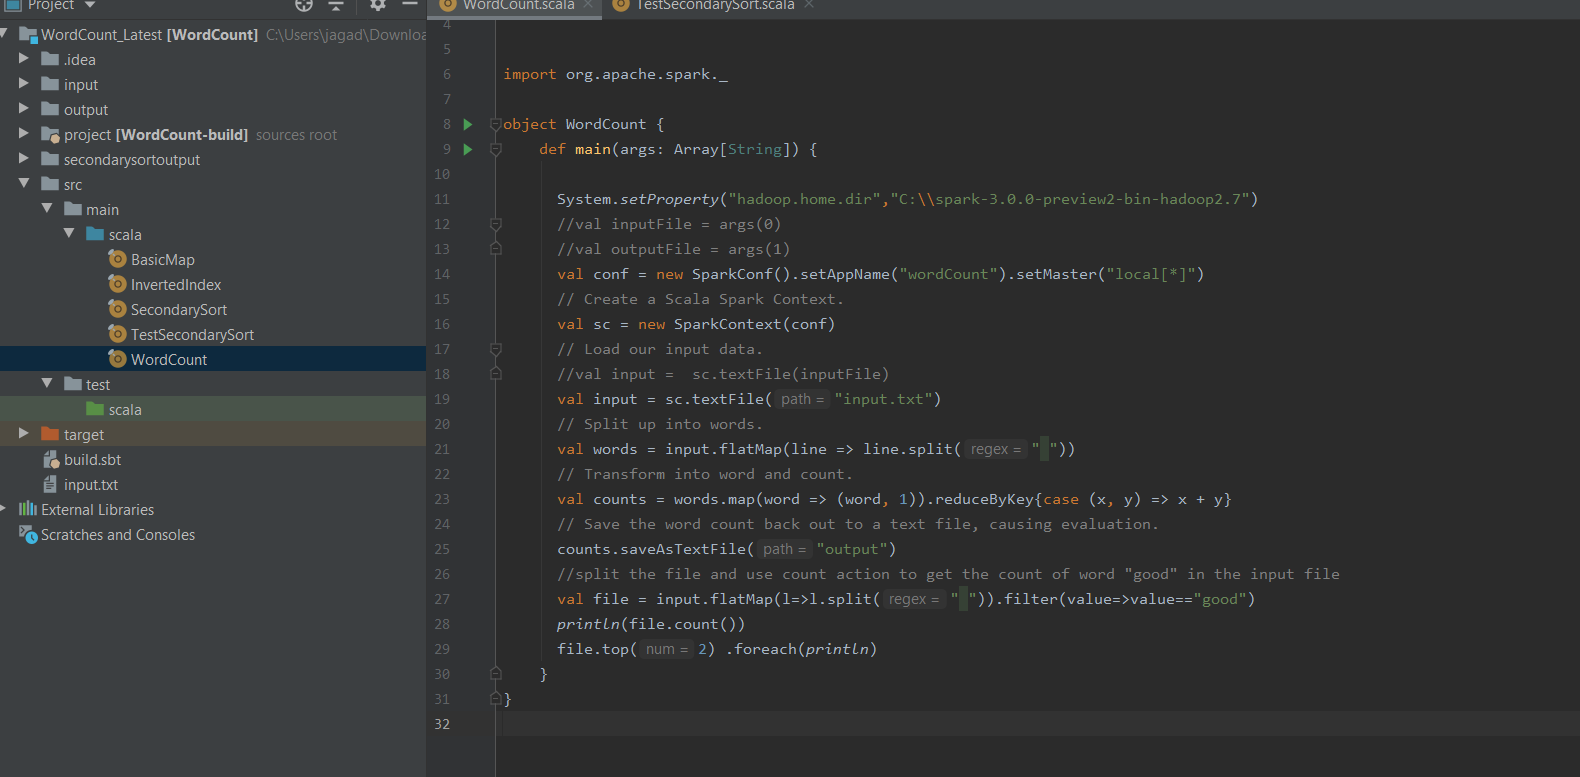 Project
WordCount_Latest [WordCount] C:\Users\jagad\Downloa
.idea
input
output
project [WordCount-build] sources root
secondarysortoutput
src
main
scala
BasicMap
InvertedIndex
SecondarySort
TestSecondarySort
WordCount
test
scala
target
build.sbt
input.txt
External Libraries
Scratches and Consoles
WordCount.scala TestSecondarySort.scala
4
5
6 import org.apache.spark._
7
8 object WordCount {
9 def main(args: Array[String]) {
10
11 System.setProperty("hadoop.home.dir","C:\\spark-3.0.0-preview2-bin-hadoop2.7")
12 //val inputFile = args(0)
13 //val outputFile = args(1)
14 val conf = new SparkConf().setAppName("wordCount").setMaster("local[*]")
15 // Create a Scala Spark Context.
16 val sc = new SparkContext(conf)
17 // Load our input data.
18 //val input =  sc.textFile(inputFile)
19 val input = sc.textFile( path = "input.txt")
20 // Split up into words.
21 val words = input.flatMap(line => line.split( regex = " "))
22 // Transform into word and count.
23 val counts = words.map(word => (word, 1)).reduceByKey{case (x, y) => x + y}
24 // Save the word count back out to a text file, causing evaluation.
25 counts.saveAsTextFile( path = "output")
26 //split the file and use count action to get the count of word "good" in the input file
27 val file = input.flatMap(l=>l.split( regex = " ")).filter(value=>value=="good")
28 println(file.count())
29 file.top( num = 2) .foreach(println)
30 }
31 }
32